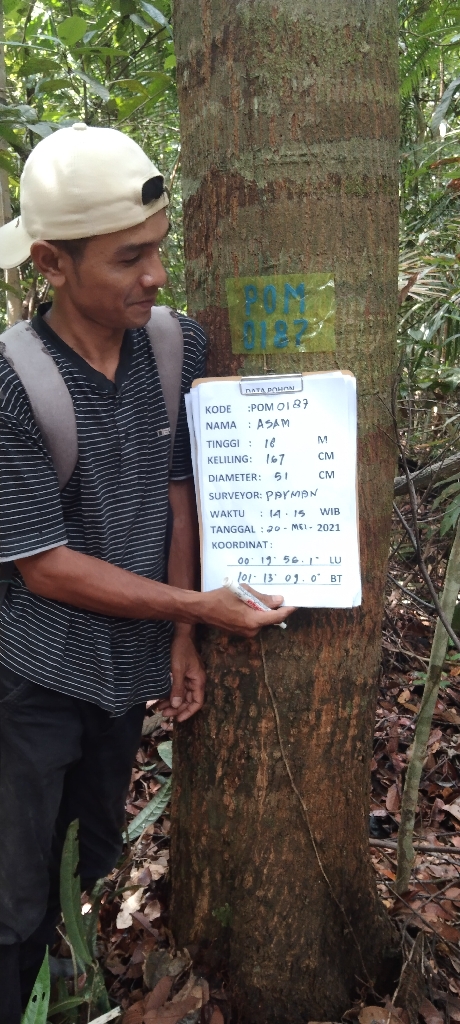 POM
0187
DATA POHON
KODE :POM 0187
NAMA : ASAM
TINGGI : 18 M
KELILING: 167 CM
DIAMETER: 51 CM
SURVEYOR: PAYMAN
WAKTU : 14.15 WIB
TANGGAL : 20 - MEI - 2021
KOORDINAT:
00° 19' 56.1" LU
101° 13' 09.0" BT